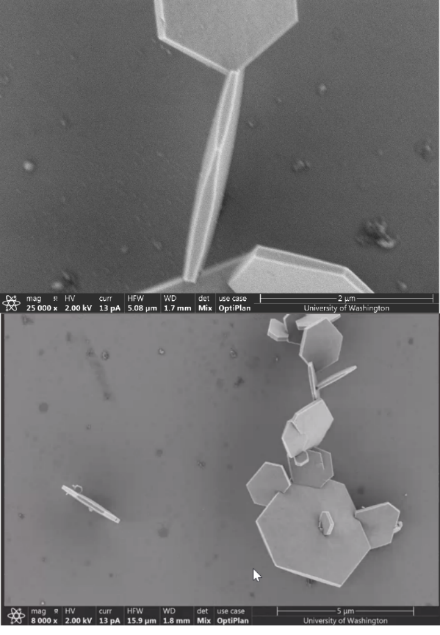 mag HV curr HFW WD det use case 2 μm
25 000 x 2.00 kV 13 pA 5.08 μm 1.7 mm Mix OptiPlan University of Washington
mag HV curr HFW WD det use case 5 μm
8 000 x 2.00 kV 13 pA 15.9 μm 1.8 mm Mix OptiPlan University of Washington